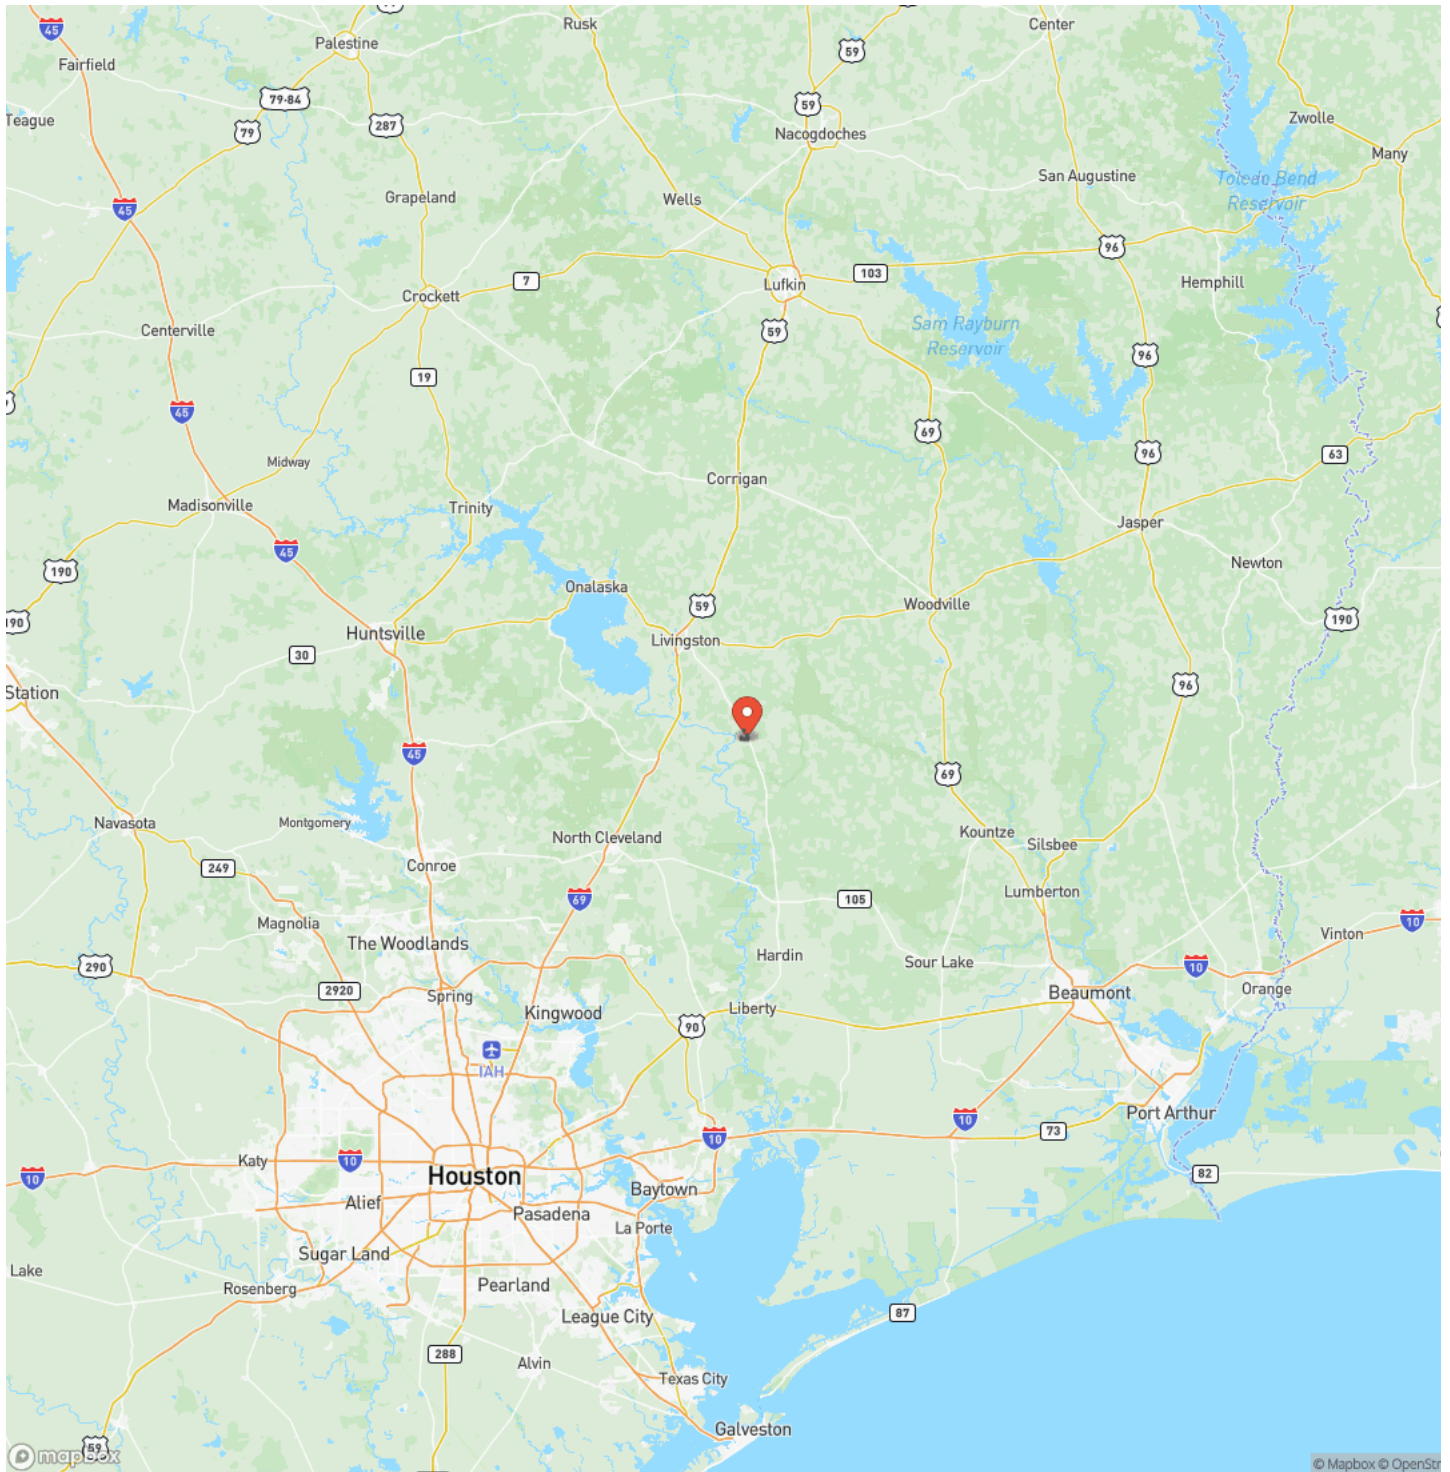 45
Fairfield
Palestine
Rusk
59
Center
79-84
Teague
79
287
59
Nacogdoches
Zwolle
Many
Grapeland
Wells
San Augustine
Toledo Bend
Reservoir
45
96
Crockett
7
Lufkin
103
Hemphill
Centerville
59
Sam Rayburn
Reservoir
96
19
45
69
96
63
Midway
Corrigan
Madisonville
Trinity
Jasper
45
190
Onalaska
Newton
190
59
Woodville
190
Huntsville
Livingston
30
Station
96
45
69
Navasota
Montgomery
North Cleveland
Kountze
Silsbee
249
Conroe
69
105
Lumberton
Magnolia
The Woodlands
10
Vinton
290
Hardin
Sour Lake
10
2920
Spring
Kingwood
Liberty
Beaumont
Orange
90
IAH
10
73
Port Arthur
10
Katy
10
10
Houston
82
Alief
Baytown
Pasadena
La Porte
Sugar Land
Lake
Rosenberg
Pearland
League City
87
288
Alvin
Texas City
Galveston
59
mapbox
© Mapbox © OpenStr